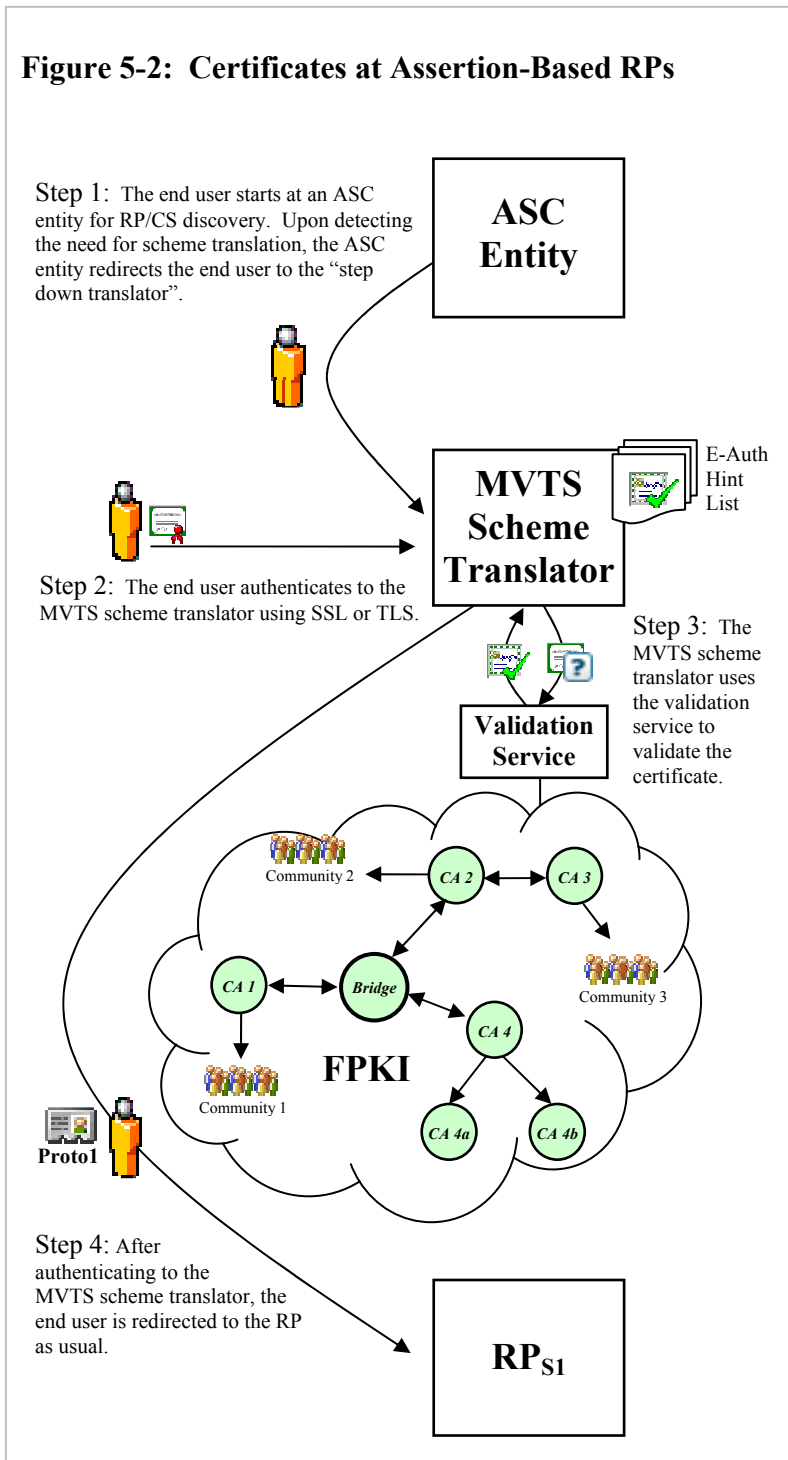 Figure 5-2:  Certificates at Assertion-Based RPs
Step 1:  The end user starts at an ASC
entity for RP/CS discovery.  Upon detecting
the need for scheme translation, the ASC
entity redirects the end user to the “step
down translator”.
ASC
Entity
MVTS
Scheme
Translator
E-Auth
Hint
List
Step 2:  The end user authenticates to the
MVTS scheme translator using SSL or TLS.
Step 3:  The
MVTS scheme
translator uses
the validation
service to
validate the
certificate.
Validation
Service
Community 2
CA 2
CA 3
CA 1
Bridge
Community 3
CA 4
FPKI
Community 1
CA 4a
CA 4b
Proto1
Step 4: After
authenticating to the
MVTS scheme translator, the
end user is redirected to the RP
as usual.
RPS1